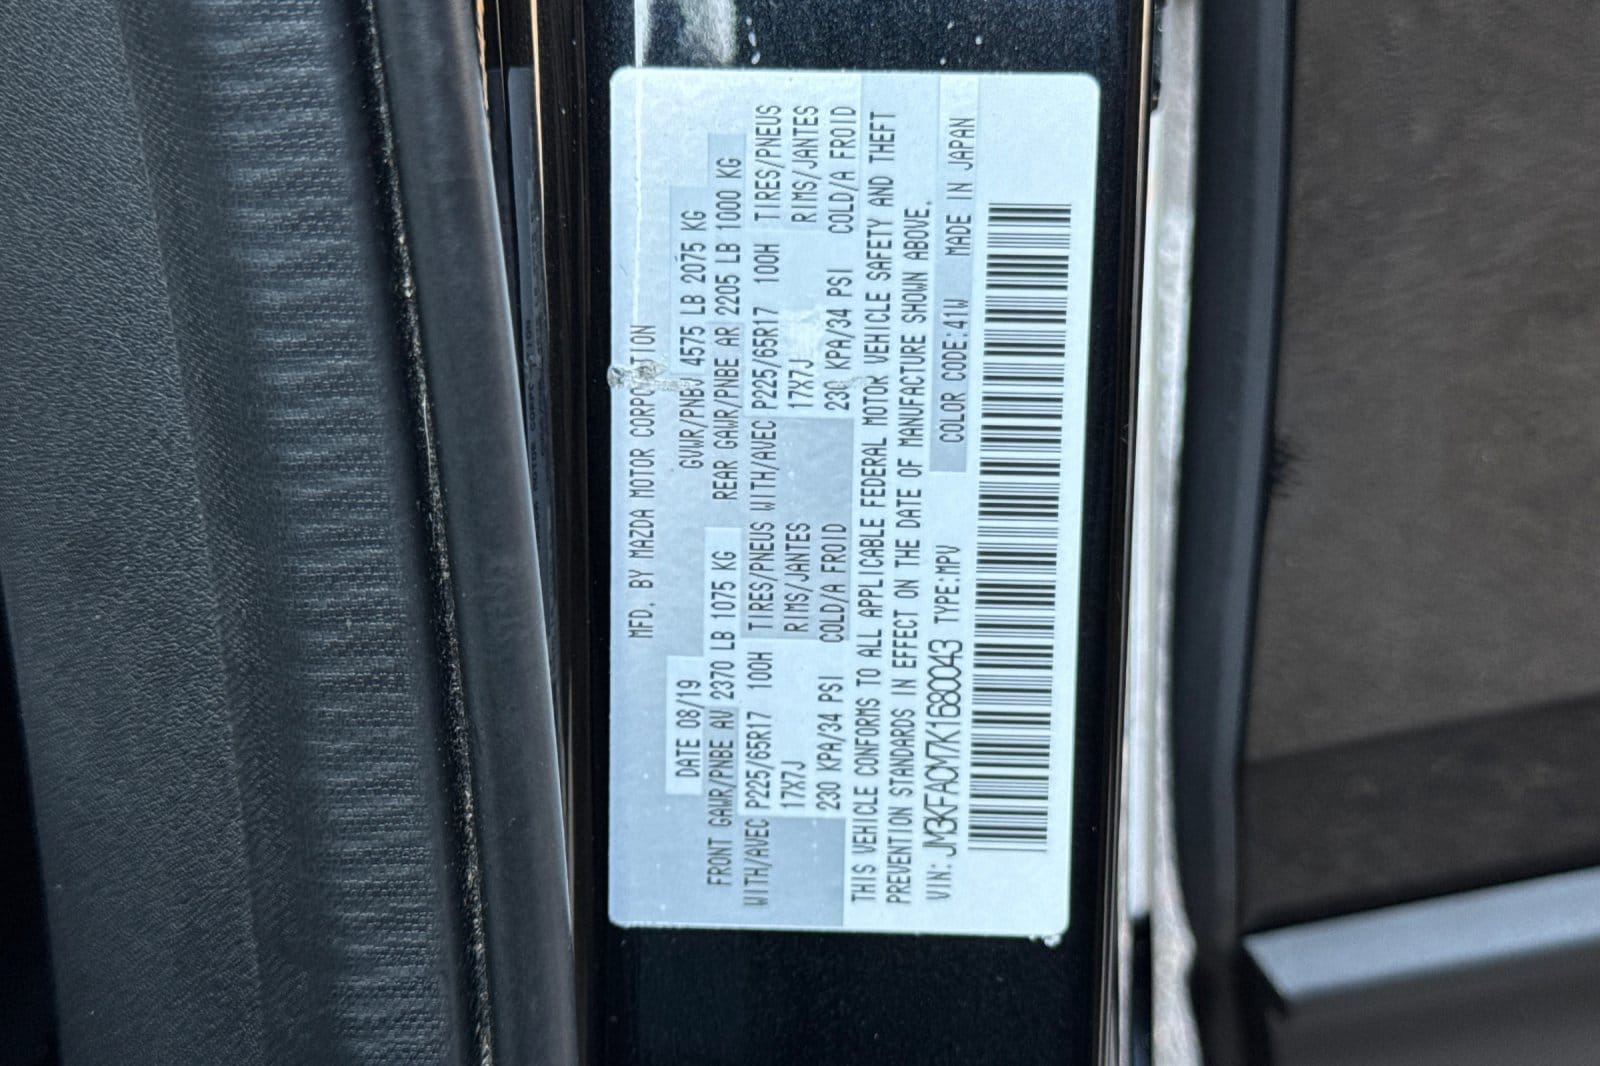 MFD. BY MAZDA MOTOR CORPORATION
DATE 08/19 GVWR/PNBV 4575 LB 2075 KG
FRONT GAWR/PNBE AV 2370 LB 1075 KG REAR GAWR/PNBE AR 2205 LB 1000 KG
WITH/AVEC P225/65R17 100H TIRES/PNEUS WITH/AVEC P225/65R17 100H TIRES/PNEUS
17X7J RIMS/JANTES 17X7J RIMS/JANTES
230 KPA/34 PSI COLD/A FROID 230 KPA/34 PSI COLD/A FROID
THIS VEHICLE CONFORMS TO ALL APPLICABLE FEDERAL MOTOR VEHICLE SAFETY AND THEFT
PREVENTION STANDARDS IN EFFECT ON THE DATE OF MANUFACTURE SHOWN ABOVE.
VIN: JM3KFACM7K1680043 TYPE:MPV COLOR CODE:41W MADE IN JAPAN